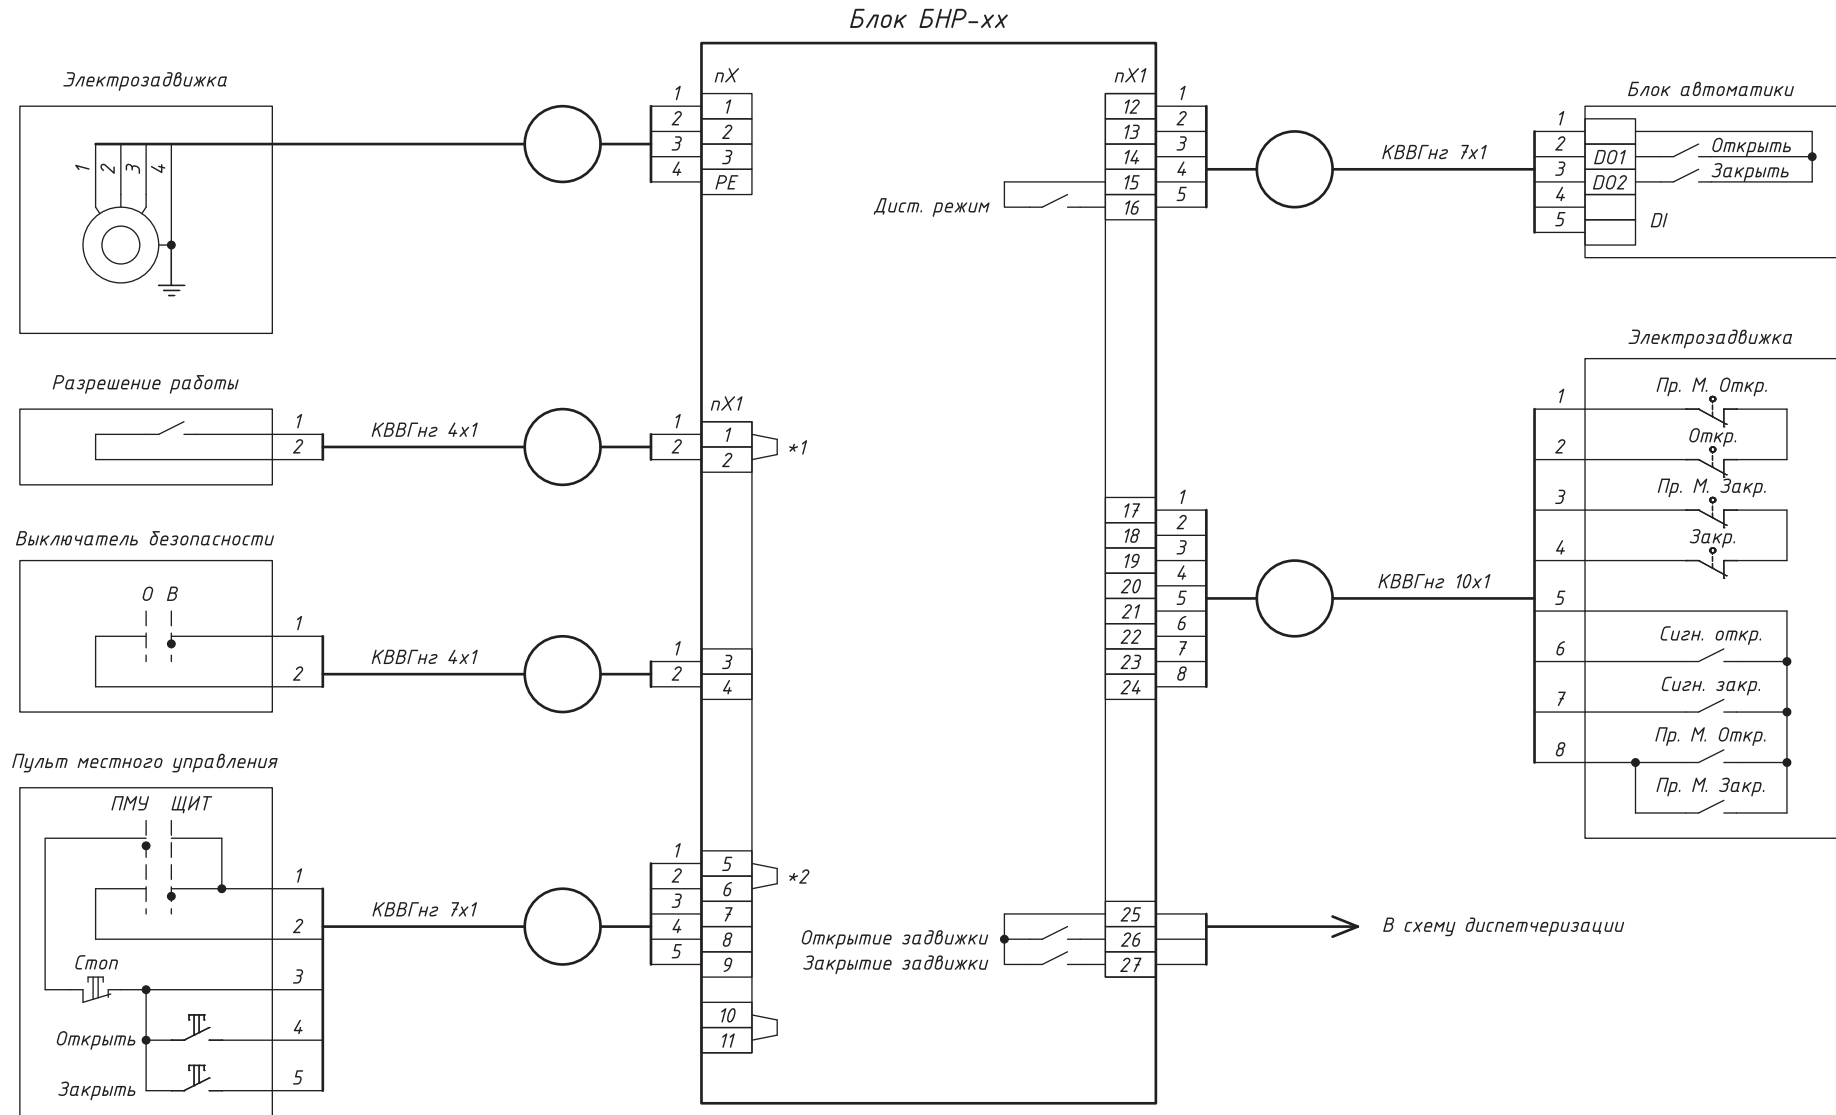 Блок БНР-хх
Электрозадвижка
1
2
3
4
1
2
3
4
nX
1
2
3
PE
nX1
12
13
14
15
16
Дист. режим
1
2
3
4
5
КВВГнг 7х1
Блок автоматики
1
2
3
4
5
DO1
DO2
Открыть
Закрыть
DI
Разрешение работы
1
2
КВВГнг 4х1
1
2
nX1
1
2
*1
Выключатель безопасности
О В
1
2
КВВГнг 4х1
1
2
3
4
17
18
19
20
21
22
23
24
1
2
3
4
5
6
7
8
КВВГнг 10х1
Электрозадвижка
1
2
3
4
5
6
7
8
Пр. М. Откр.
Откр.
Пр. М. Закр.
Закр.
Сигн. откр.
Сигн. закр.
Пр. М. Откр.
Пр. М. Закр.
Пульт местного управления
ПМУ ЩИТ
Стоп
Открыть
Закрыть
1
2
3
4
5
КВВГнг 7х1
1
2
3
4
5
5
6
7
8
9
10
11
*2
Открытие задвижки
Закрытие задвижки
25
26
27
В схему диспетчеризации